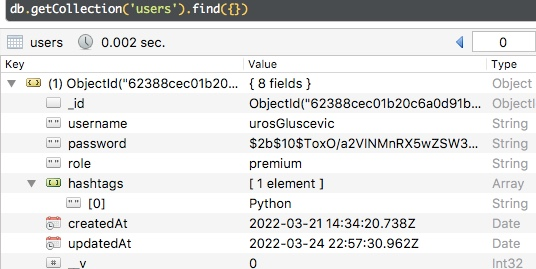 db.getCollection('users').find({})
users 0.002 sec. 0
Key Value Type
(1) ObjectId("62388cec01b20... { 8 fields } Object
_id ObjectId("62388cec01b20c6a0d91b... ObjectId
username urosGluscevic String
password $2b$10$ToxO/a2VlNMnRX5wZSW3... String
role premium String
hashtags [ 1 element ] Array
[0] Python String
createdAt 2022-03-21 14:34:20.738Z Date
updatedAt 2022-03-24 22:57:30.962Z Date
__v 0 Int32